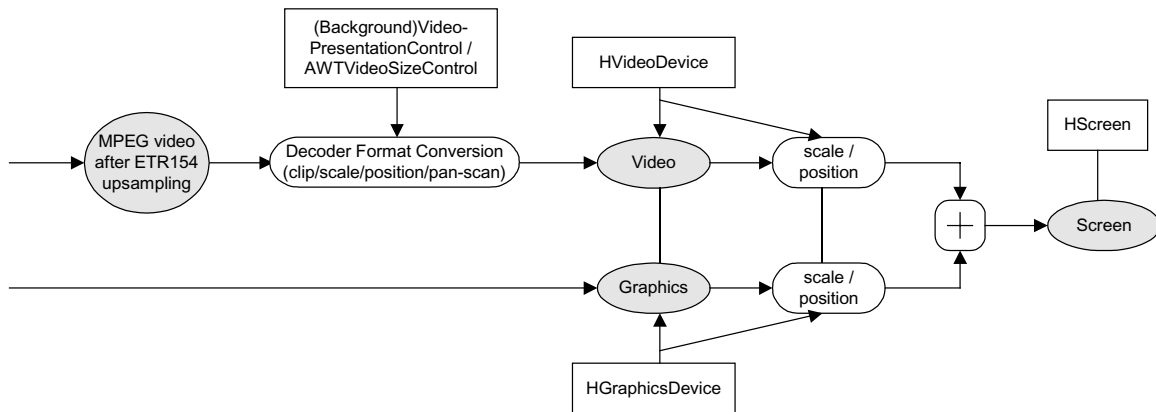 (Background)Video-
PresentationControl /
AWTVideoSizeControl
HVideoDevice
HScreen
MPEG video
after ETR154
upsampling
Decoder Format Conversion
(clip/scale/position/pan-scan)
Video
scale /
position
Screen
Graphics
scale /
position
HGraphicsDevice